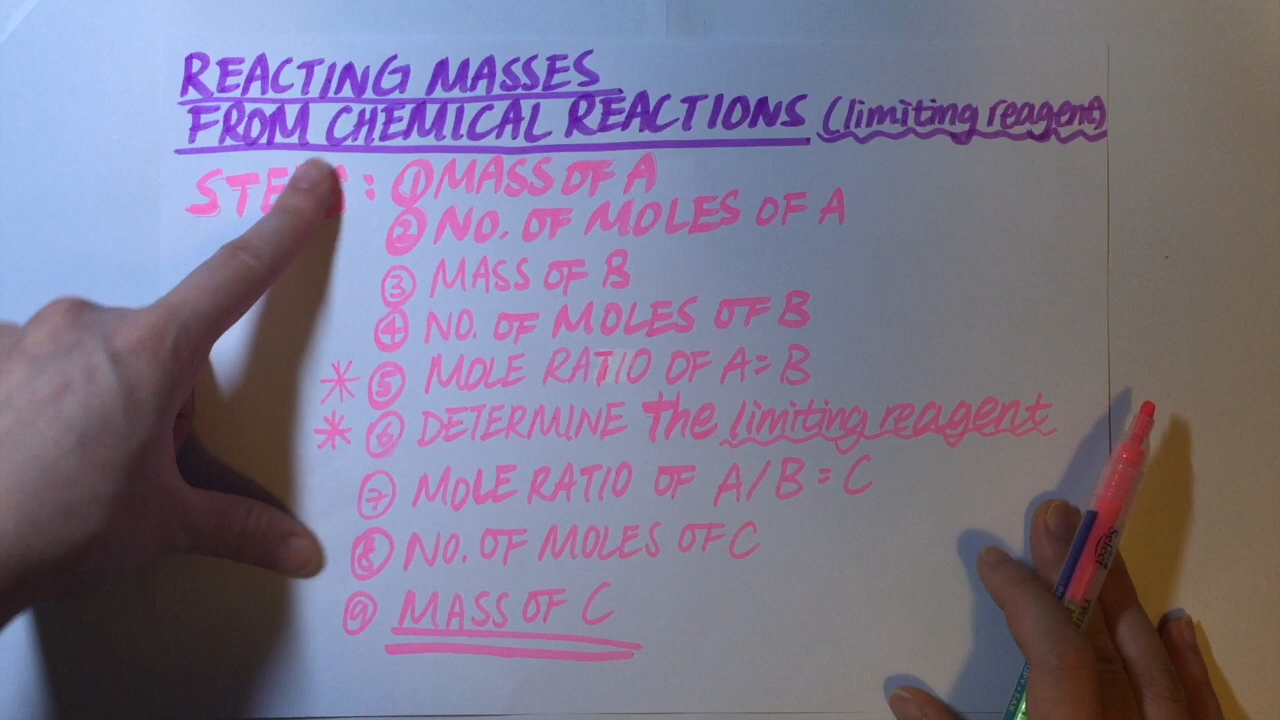 REACTING MASSES
FROM CHEMICAL REACTIONS (limiting reagent)
STEPS: ① MASS OF A
② NO. OF MOLES OF A
③ MASS OF B
④ NO. OF MOLES OF B
* ⑤ MOLE RATIO OF A=B
* ⑥ DETERMINE the limiting reagent
⑦ MOLE RATIO OF A/B = C
⑧ NO. OF MOLES OF C
⑨ MASS OF C
Select